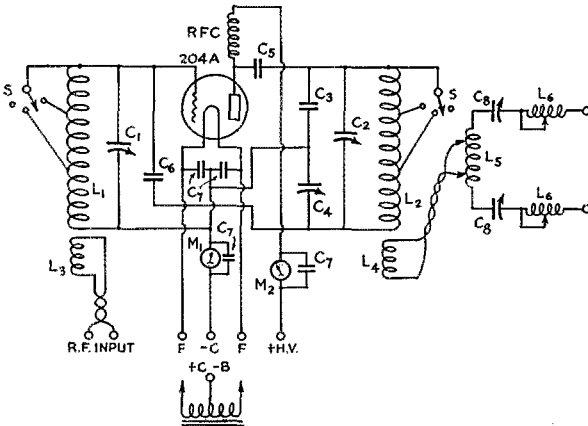 RFC
204A
C5
S
C1
C6
L1
C7
C3
C2
C4
L2
S
C8
L6
L5
C8
L6
L3
M1
C7
M2
C7
L4
R.F. INPUT
F -C F +H.V.
+C -B